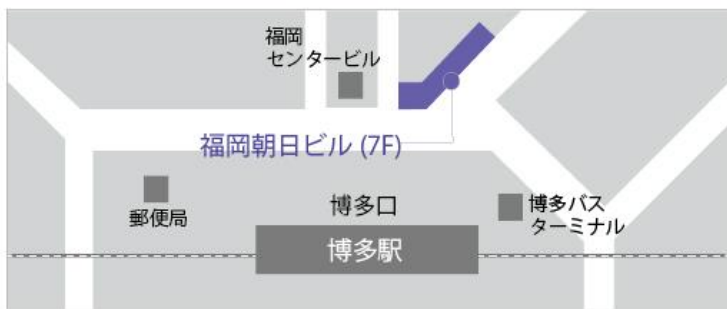 福岡
センタービル
福岡朝日ビル (7F)
郵便局
博多口
博多バス
ターミナル
博多駅